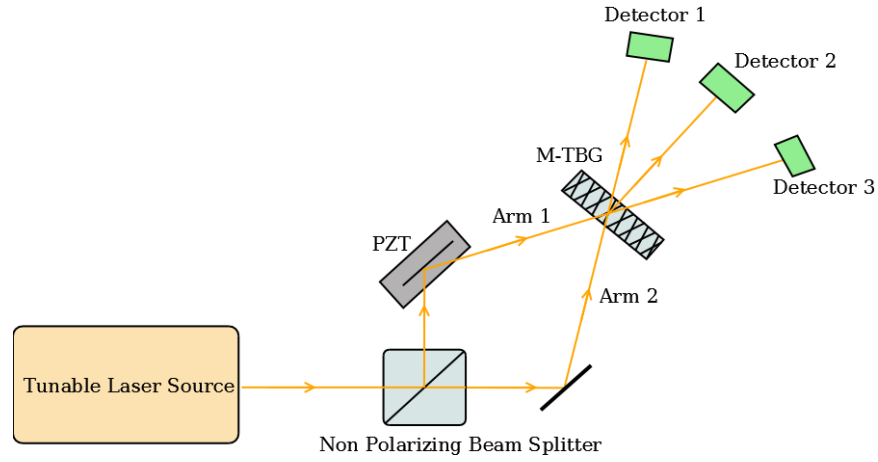 Detector 1
Detector 2
M-TBG
Detector 3
Arm 1
PZT
Arm 2
Tunable Laser Source
Non Polarizing Beam Splitter